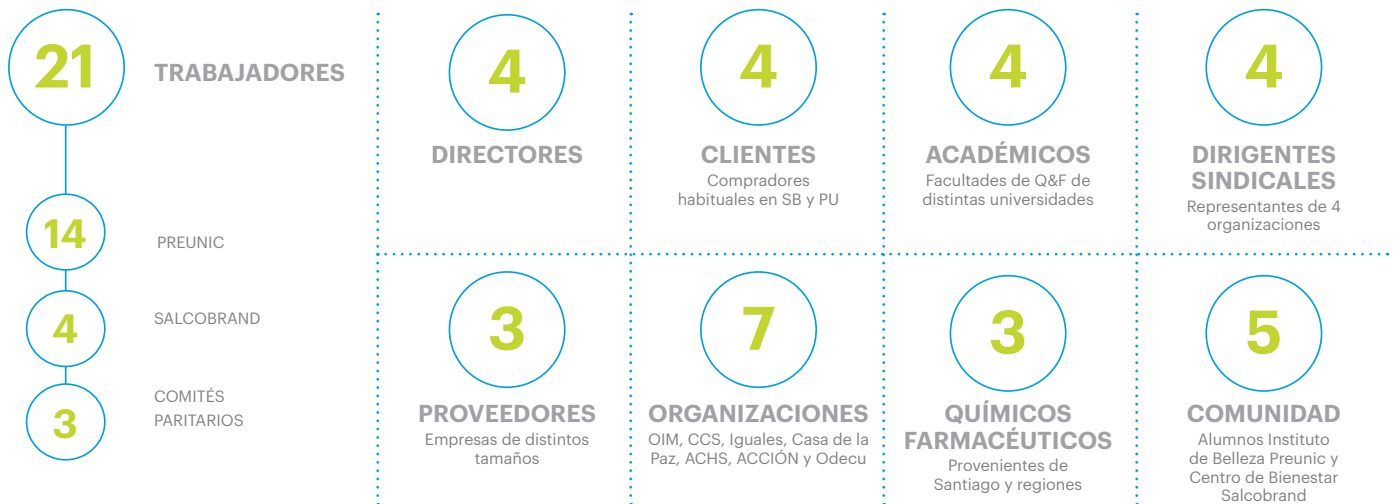 21
TRABAJADORES
14
PREUNIC
4
SALCOBRAND
3
COMITÉS
PARITARIOS
4
DIRECTORES
4
CLIENTES
Compradores
habituales en SB y PU
4
ACADÉMICOS
Facultades de Q&F de
distintas universidades
4
DIRIGENTES
SINDICALES
Representantes de 4
organizaciones
3
PROVEEDORES
Empresas de distintos
tamaños
7
ORGANIZACIONES
OIM, CCS, Iguales, Casa de la
Paz, ACHS, ACCIÓN y Odecu
3
QUÍMICOS
FARMACÉUTICOS
Provenientes de
Santiago y regiones
5
COMUNIDAD
Alumnos Instituto
de Belleza Preunic y
Centro de Bienestar
Salcobrand